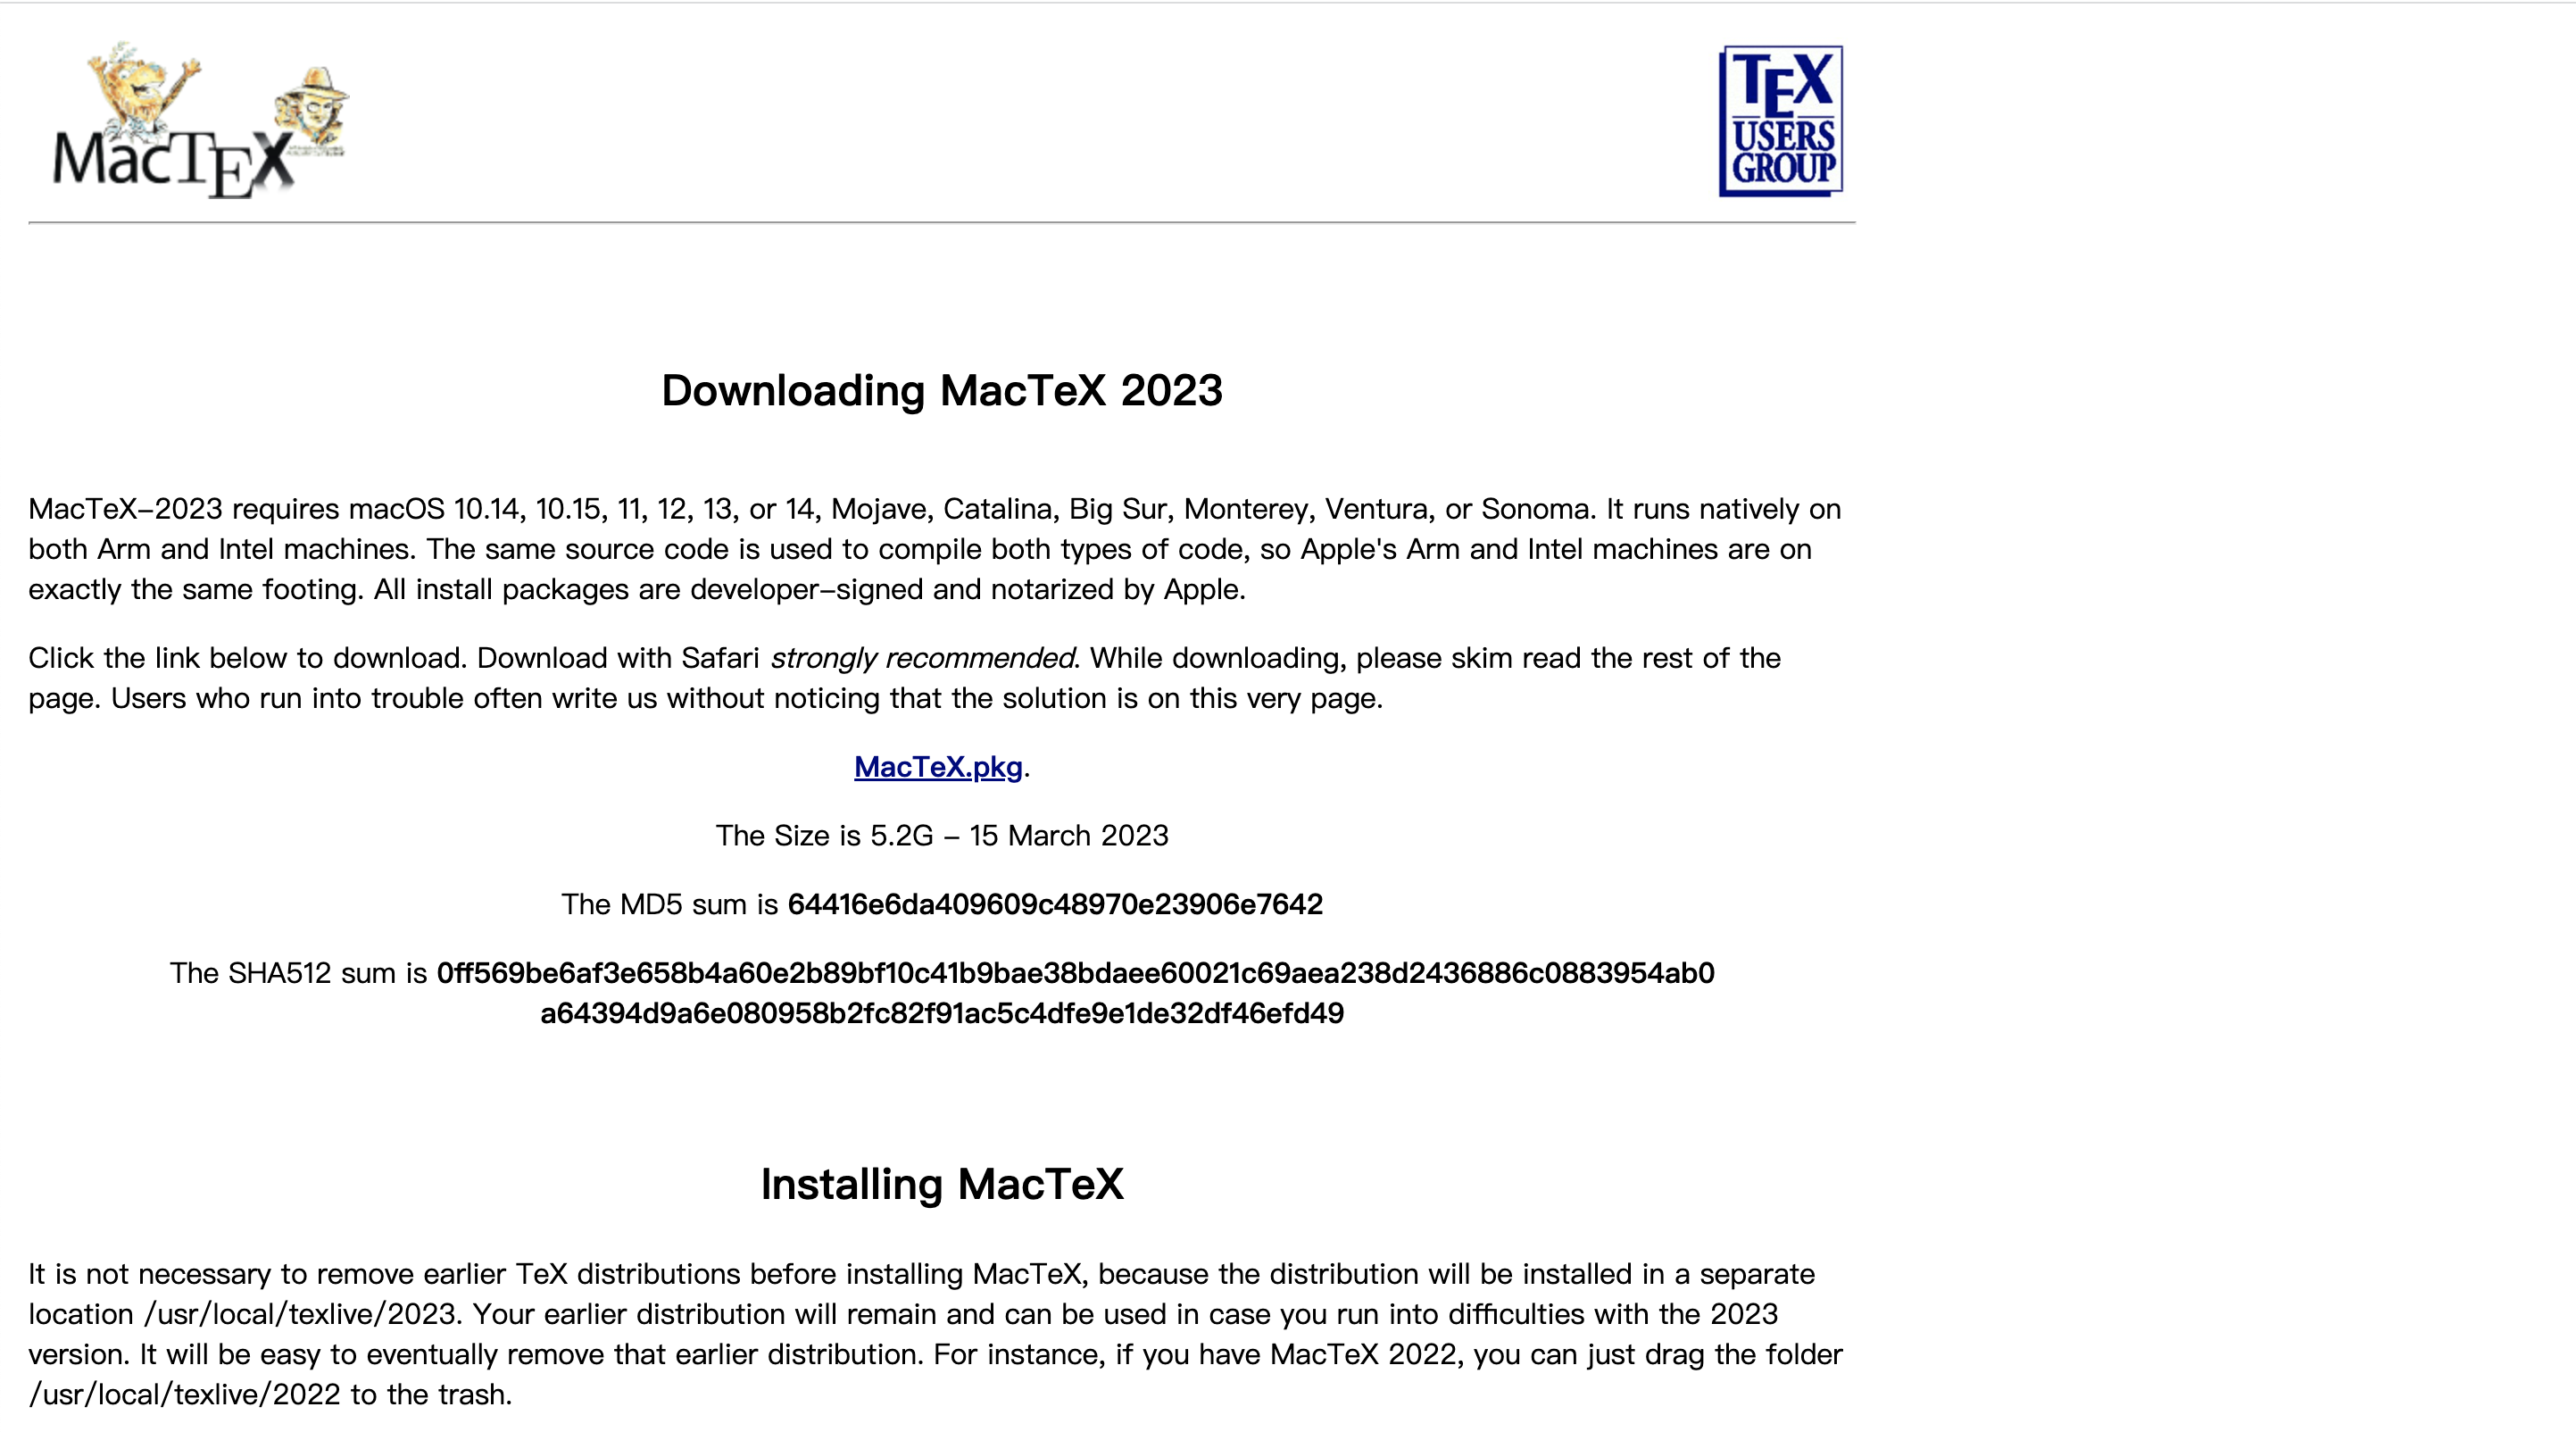 MacTeX
TEX
USERS
GROUP
Downloading MacTeX 2023
MacTeX-2023 requires macOS 10.14, 10.15, 11, 12, 13, or 14, Mojave, Catalina, Big Sur, Monterey, Ventura, or Sonoma. It runs natively on
both Arm and Intel machines. The same source code is used to compile both types of code, so Apple's Arm and Intel machines are on
exactly the same footing. All install packages are developer-signed and notarized by Apple.
Click the link below to download. Download with Safari strongly recommended. While downloading, please skim read the rest of the
page. Users who run into trouble often write us without noticing that the solution is on this very page.
MacTeX.pkg.
The Size is 5.2G - 15 March 2023
The MD5 sum is 64416e6da409609c48970e23906e7642
The SHA512 sum is 0ff569be6af3e658b4a60e2b89bf10c41b9bae38bdaee60021c69aea238d2436886c0883954ab0
a64394d9a6e080958b2fc82f91ac5c4dfe9e1de32df46efd49
Installing MacTeX
It is not necessary to remove earlier TeX distributions before installing MacTeX, because the distribution will be installed in a separate
location /usr/local/texlive/2023. Your earlier distribution will remain and can be used in case you run into difficulties with the 2023
version. It will be easy to eventually remove that earlier distribution. For instance, if you have MacTeX 2022, you can just drag the folder
/usr/local/texlive/2022 to the trash.